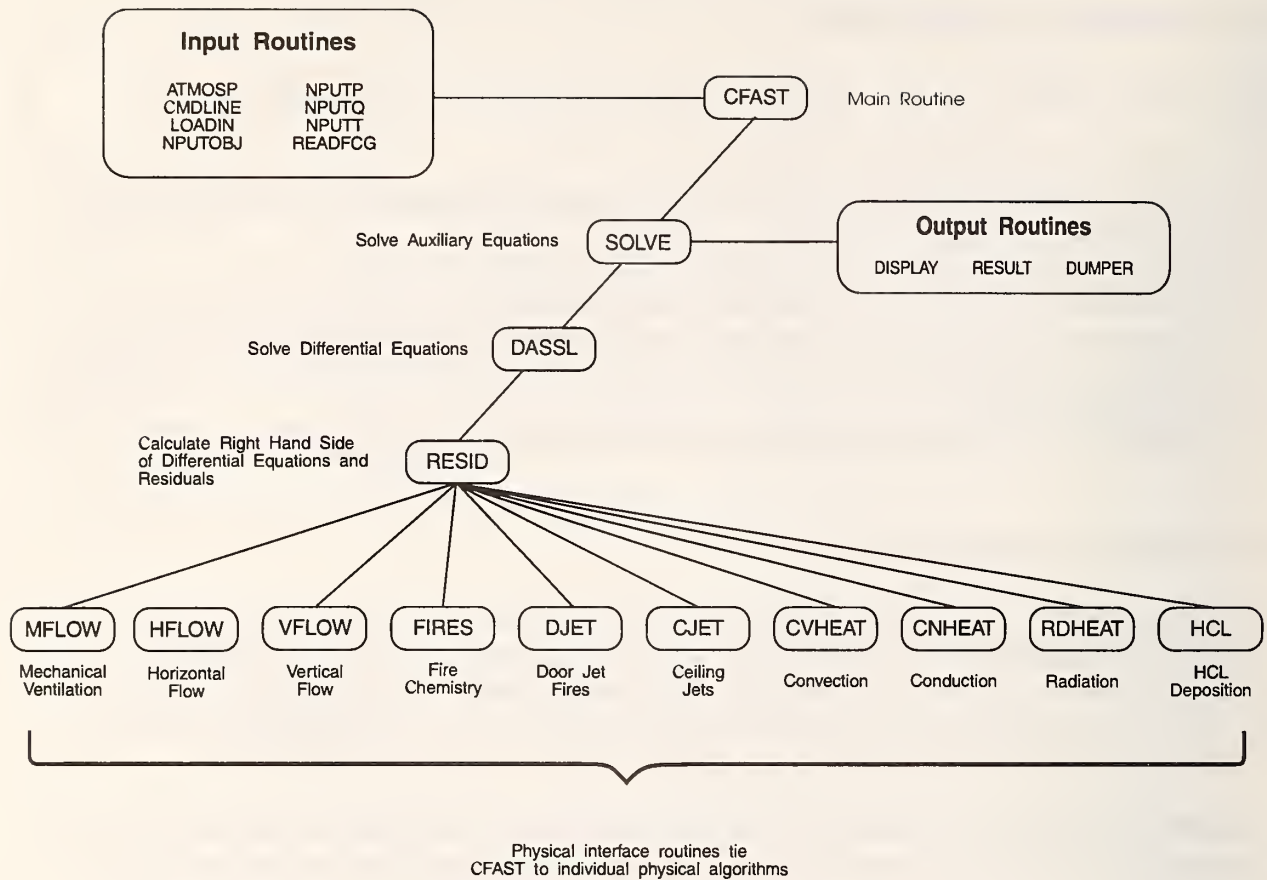 Input Routines
ATMOSP NPUTP
CMDLINE NPUTQ
LOADIN NPUTT
NPUTOBJ READFCG
CFAST
Main Routine
Solve Auxiliary Equations
SOLVE
Output Routines
DISPLAY RESULT DUMPER
Solve Differential Equations
DASSL
Calculate Right Hand Side
of Differential Equations and
Residuals
RESID
MFLOW
Mechanical
Ventilation
HFLOW
Horizontal
Flow
VFLOW
Vertical
Flow
FIRES
Fire
Chemistry
DJET
Door Jet
Fires
CJET
Ceiling
Jets
CVHEAT
Convection
CNHEAT
Conduction
RDHEAT
Radiation
HCL
HCL
Deposition
Physical interface routines tie
CFAST to individual physical algorithms